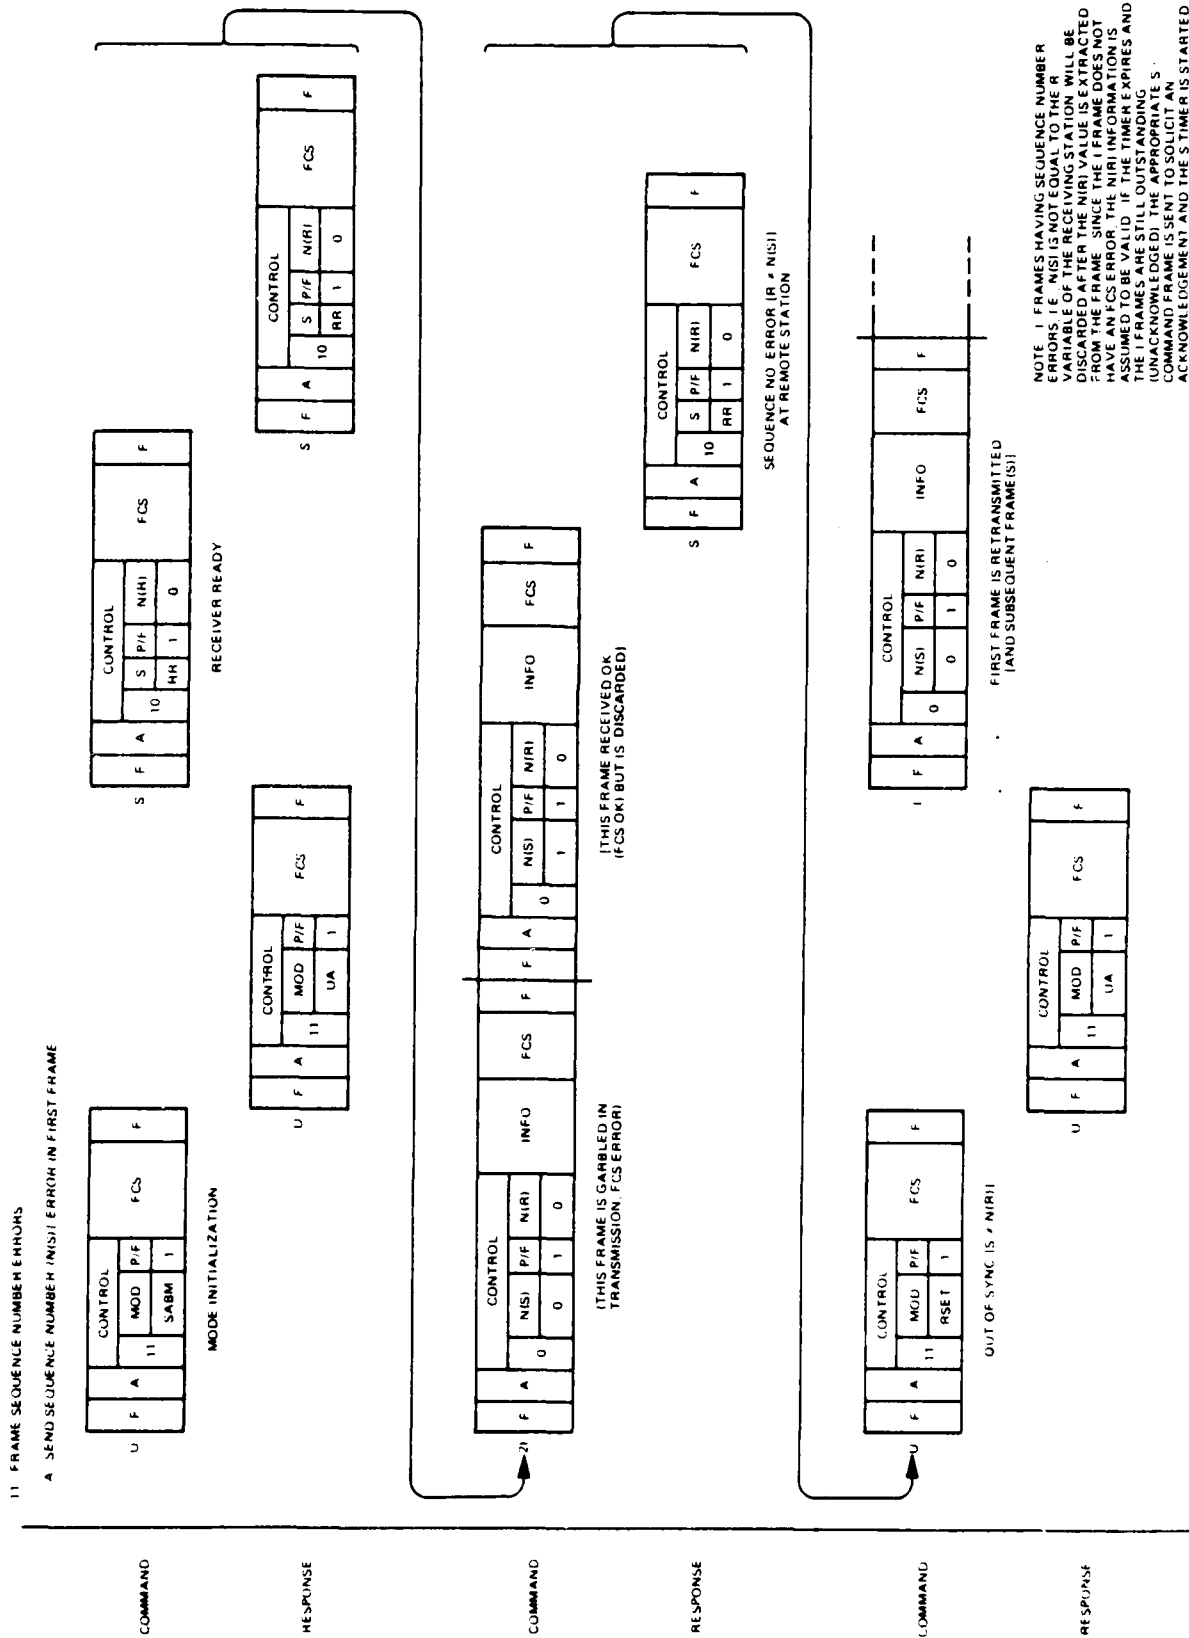 11 FRAME SEQUENCE NUMBER ERRORS
A SEND SEQUENCE NUMBER [N(S)] ERROR IN FIRST FRAME
COMMAND
U
F A CONTROL FCS F
11 MOD P/F
SABM 1
MODE INITIALIZATION
S
F A CONTROL FCS F
10 S P/F N(R)
RR 1 0
RECEIVER READY
RESPONSE
U
F A CONTROL FCS F
11 MOD P/F
UA 1
S
F A CONTROL FCS F
10 S P/F N(R)
RR 1 0
COMMAND
2I
F A CONTROL INFO FCS F
0 N(S) P/F N(R)
0 1 0
(THIS FRAME IS GARBLED IN
TRANSMISSION, FCS ERROR)
F A CONTROL INFO FCS F
0 N(S) P/F N(R)
1 1 0
[THIS FRAME RECEIVED OK
(FCS OK) BUT IS DISCARDED]
RESPONSE
S
F A CONTROL FCS F
10 S P/F N(R)
RR 1 0
SEQUENCE NO ERROR [R ≠ N(S)]
AT REMOTE STATION
COMMAND
U
F A CONTROL FCS F
11 MOD P/F
RSET 1
OUT OF SYNC [S ≠ N(R)]
I
F A CONTROL INFO FCS F
0 N(S) P/F N(R)
0 1 0
FIRST FRAME IS RETRANSMITTED
[AND SUBSEQUENT FRAME(S)]
RESPONSE
U
F A CONTROL FCS F
11 MOD P/F
UA 1
NOTE I FRAMES HAVING SEQUENCE NUMBER
ERRORS, I E N(S) IS NOT EQUAL TO THE R
VARIABLE OF THE RECEIVING STATION WILL BE
DISCARDED AFTER THE N(R) VALUE IS EXTRACTED
FROM THE FRAME SINCE THE I FRAME DOES NOT
HAVE AN FCS ERROR, THE N(R) INFORMATION IS
ASSUMED TO BE VALID IF THE TIMER EXPIRES AND
THE I FRAMES ARE STILL OUTSTANDING
(UNACKNOWLEDGED) THE APPROPRIATE S
COMMAND FRAME IS SENT TO SOLICIT AN
ACKNOWLEDGEMENT AND THE S TIMER IS STARTED